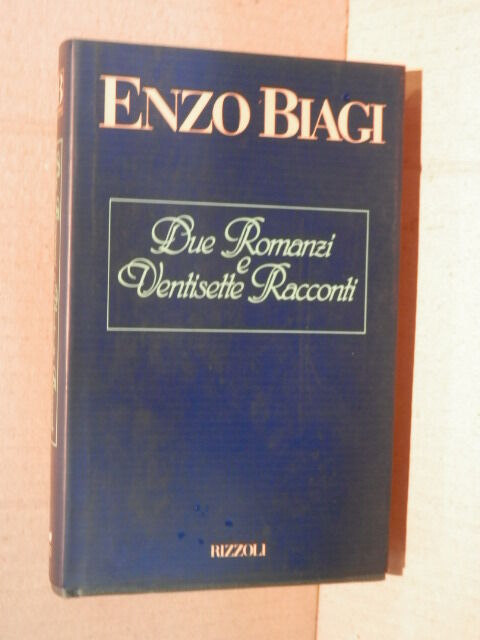 ENZO BIAGI
Due Romanzi
e
Ventisette Racconti
RIZZOLI